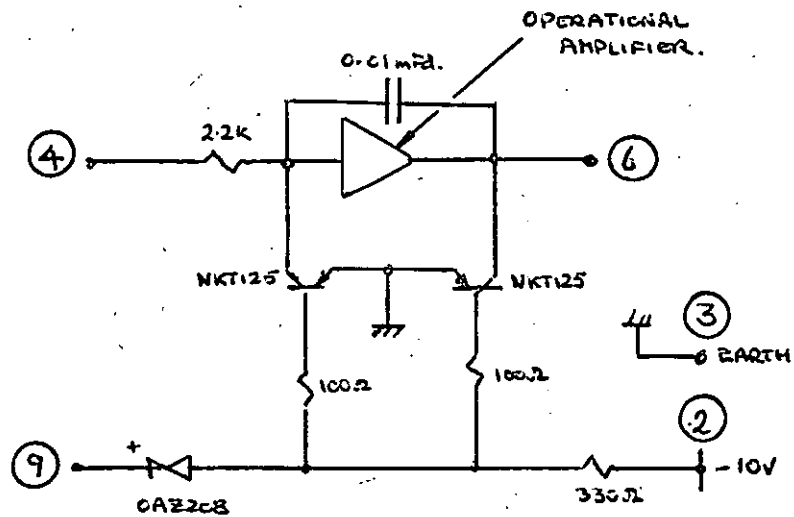 OPERATIONAL
AMPLIFIER.
0.01 mfd.
2.2K
4
6
NKT125
NKT125
3
EARTH
100Ω
100Ω
2
9
+
-10V
OAZ208
330Ω